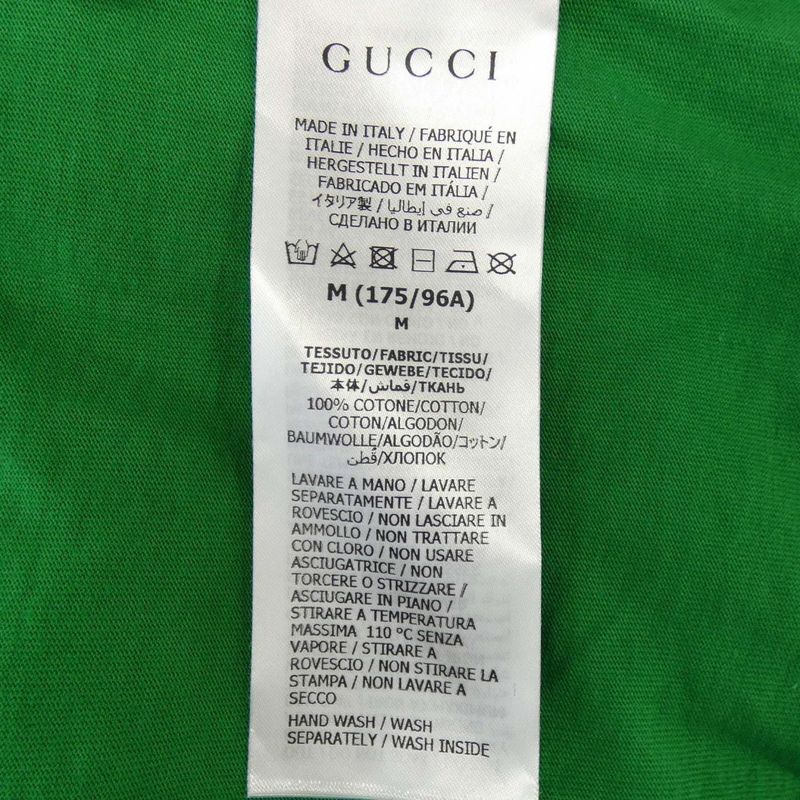 GUCCI
MADE IN ITALY / FABRIQUÉ EN
ITALIE / HECHO EN ITALIA /
HERGESTELLT IN ITALIEN /
FABRICADO EM ITÁLIA /
イタリア製 / صنع في إيطاليا /
СДЕЛАНО В ИТАЛИИ
M (175/96A)
M
TESSUTO/FABRIC/TISSU/
TEJIDO/GEWEBE/TECIDO/
本体/قماش/ТКАНЬ
100% COTONE/COTTON/
COTON/ALGODON/
BAUMWOLLE/ALGODÃO/コットン/
قُطن/ХЛОПОК
LAVARE A MANO / LAVARE
SEPARATAMENTE / LAVARE A
ROVESCIO / NON LASCIARE IN
AMMOLLO / NON TRATTARE
CON CLORO / NON USARE
ASCIUGATRICE / NON
TORCERE O STRIZZARE /
ASCIUGARE IN PIANO /
STIRARE A TEMPERATURA
MASSIMA 110 °C SENZA
VAPORE / STIRARE A
ROVESCIO / NON STIRARE LA
STAMPA / NON LAVARE A
SECCO
HAND WASH / WASH
SEPARATELY / WASH INSIDE